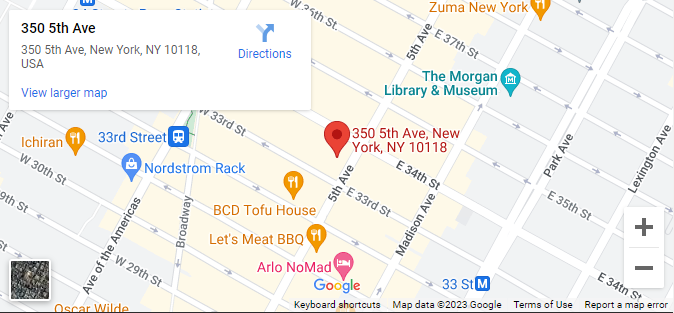 350 5th Ave
350 5th Ave, New York, NY 10118,
USA
Directions
View larger map
Zuma New York
E 37th St
5th Ave
The Morgan
Library & Museum
Park Ave
Lexington Ave
W 33rd St
33rd Street
Ichiran
350 5th Ave, New
York, NY 10118
W 30th St
Nordstrom Rack
E 34th St
E 35th St
5th Ave
E 33rd St
BCD Tofu House
Madison Ave
Broadway
Ave of the Americas
Let's Meat BBQ
W 29th St
Arlo NoMad
33 St
E 34th St
Oscar Wilde
Google
Keyboard shortcuts
Map data ©2023 Google
Terms of Use
Report a map error